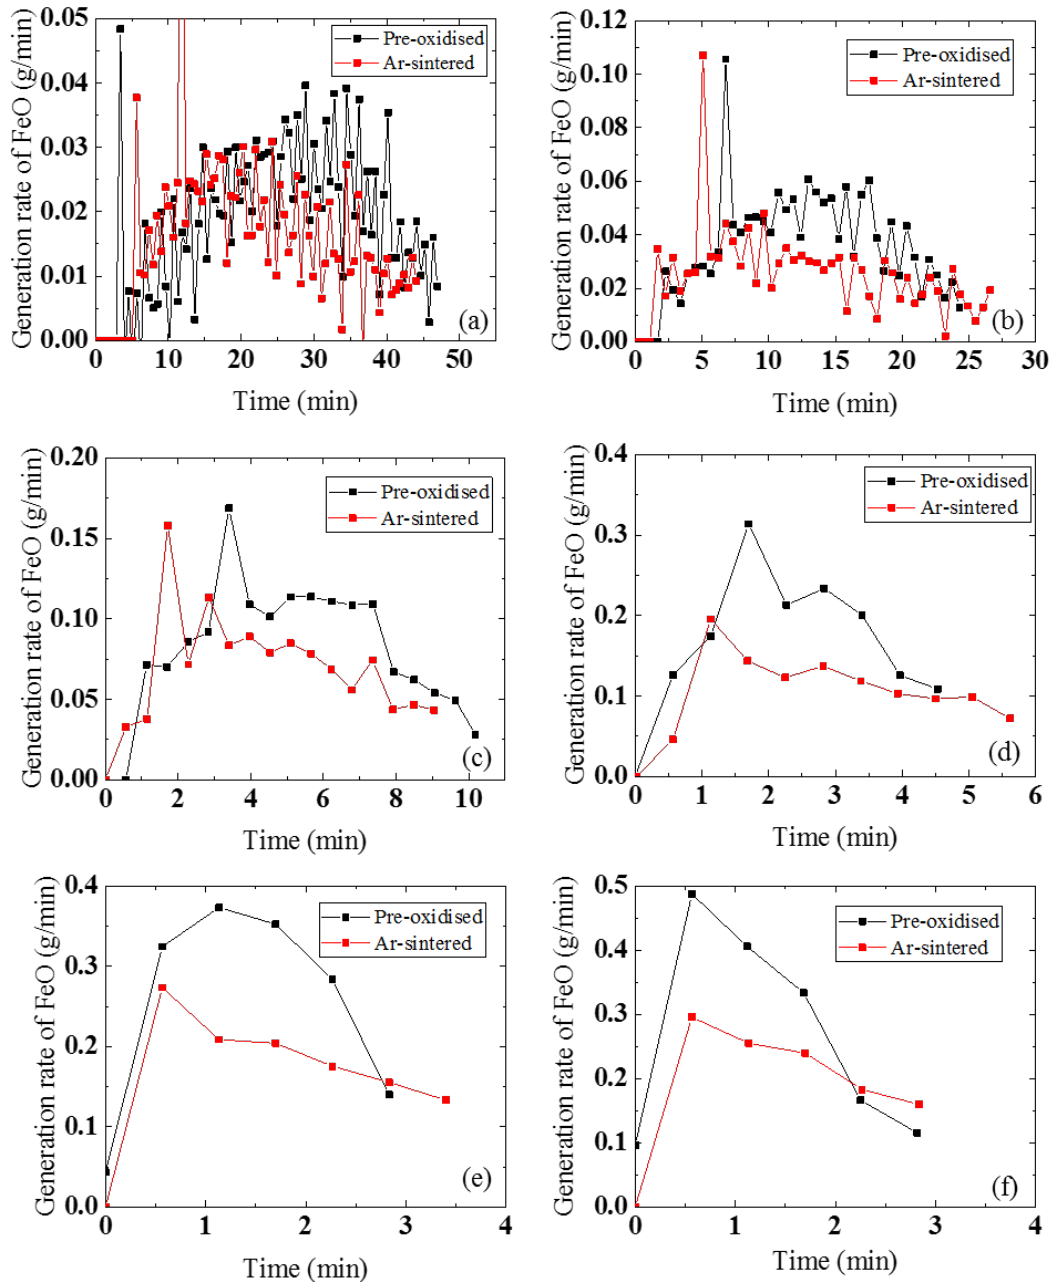 Generation rate of FeO (g/min)
0.05
0.04
0.03
0.02
0.01
0.00
Pre-oxidised
Ar-sintered
(a)
0 10 20 30 40 50
Time (min)
Generation rate of FeO (g/min)
0.12
0.10
0.08
0.06
0.04
0.02
0.00
Pre-oxidised
Ar-sintered
(b)
0 5 10 15 20 25 30
Time (min)
Generation rate of FeO (g/min)
0.20
0.15
0.10
0.05
0.00
Pre-oxidised
Ar-sintered
(c)
0 2 4 6 8 10
Time (min)
Generation rate of FeO (g/min)
0.4
0.3
0.2
0.1
0.0
Pre-oxidised
Ar-sintered
(d)
0 1 2 3 4 5 6
Time (min)
Generation rate of FeO (g/min)
0.4
0.3
0.2
0.1
0.0
Pre-oxidised
Ar-sintered
(e)
0 1 2 3 4
Time (min)
Generation rate of FeO (g/min)
0.5
0.4
0.3
0.2
0.1
0.0
Pre-oxidised
Ar-sintered
(f)
0 1 2 3 4
Time (min)